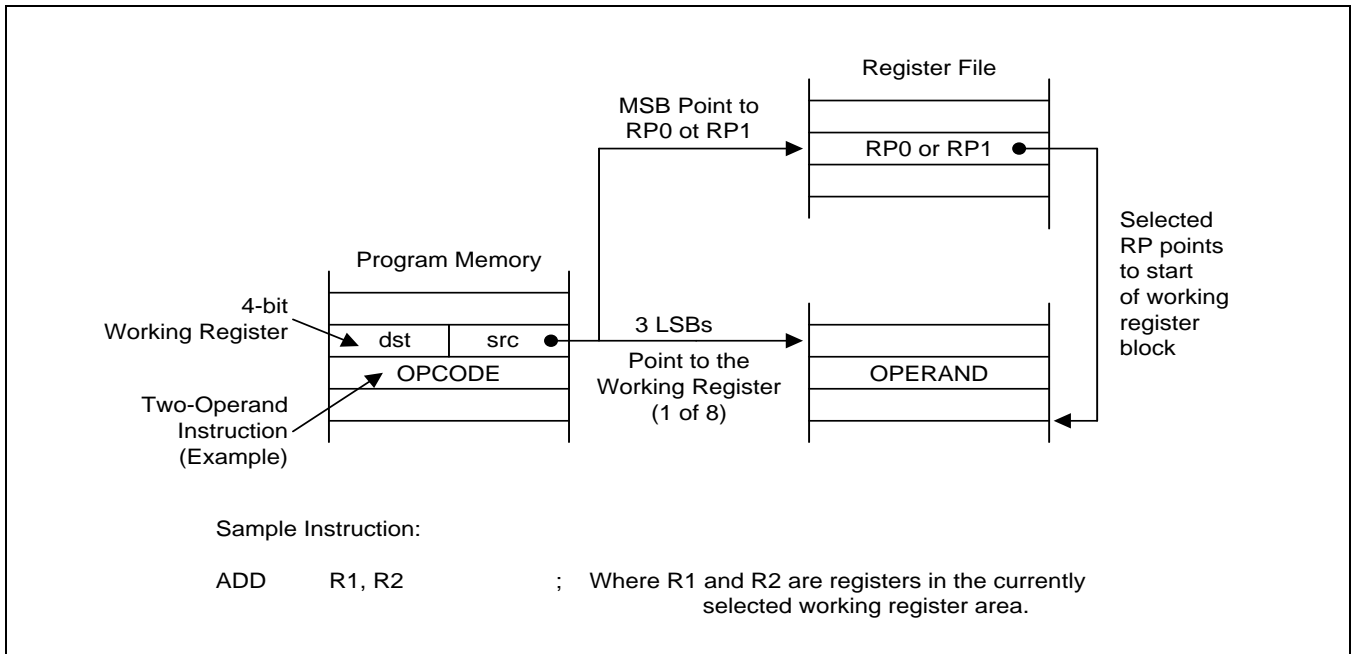 Register File
MSB Point to
RP0 ot RP1
RP0 or RP1
Selected
RP points
to start
of working
register
block
Program Memory
4-bit
Working Register
dst
src
3 LSBs
Point to the
Working Register
(1 of 8)
OPCODE
OPERAND
Two-Operand
Instruction
(Example)
Sample Instruction:
ADD R1, R2 ; Where R1 and R2 are registers in the currently
selected working register area.